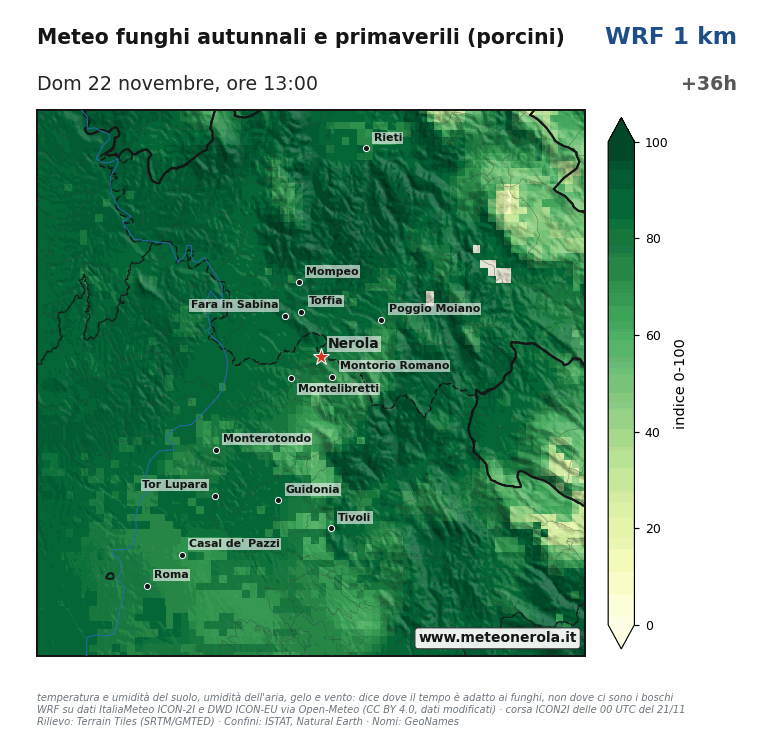 Meteo funghi autunnali e primaverili (porcini) WRF 1 km
Dom 22 novembre, ore 13:00 +36h
Rieti
Mompeo
Toffia
Fara in Sabina
Poggio Moiano
Nerola
Montorio Romano
Montelibretti
Monterotondo
Tor Lupara
Guidonia
Tivoli
Casal de' Pazzi
Roma
www.meteonerola.it
100
80
60
40
20
0
indice 0-100
temperatura e umidità del suolo, umidità dell'aria, gelo e vento: dice dove il tempo è adatto ai funghi, non dove ci sono i boschi
WRF su dati ItaliaMeteo ICON-2I e DWD ICON-EU via Open-Meteo (CC BY 4.0, dati modificati) · corsa ICON2I delle 00 UTC del 21/11
Rilievo: Terrain Tiles (SRTM/GMTED) · Confini: ISTAT, Natural Earth · Nomi: GeoNames